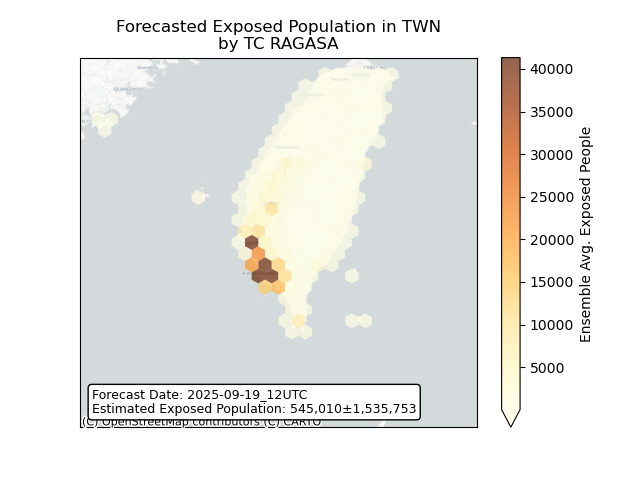 Forecasted Exposed Population in TWN
by TC RAGASA
QUANZHOU
40000
35000
30000
25000
20000
15000
10000
5000
Ensemble Avg. Exposed People
Forecast Date: 2025-09-19_12UTC
Estimated Exposed Population: 545,010±1,535,753
(C) OpenStreetMap contributors (C) CARTO